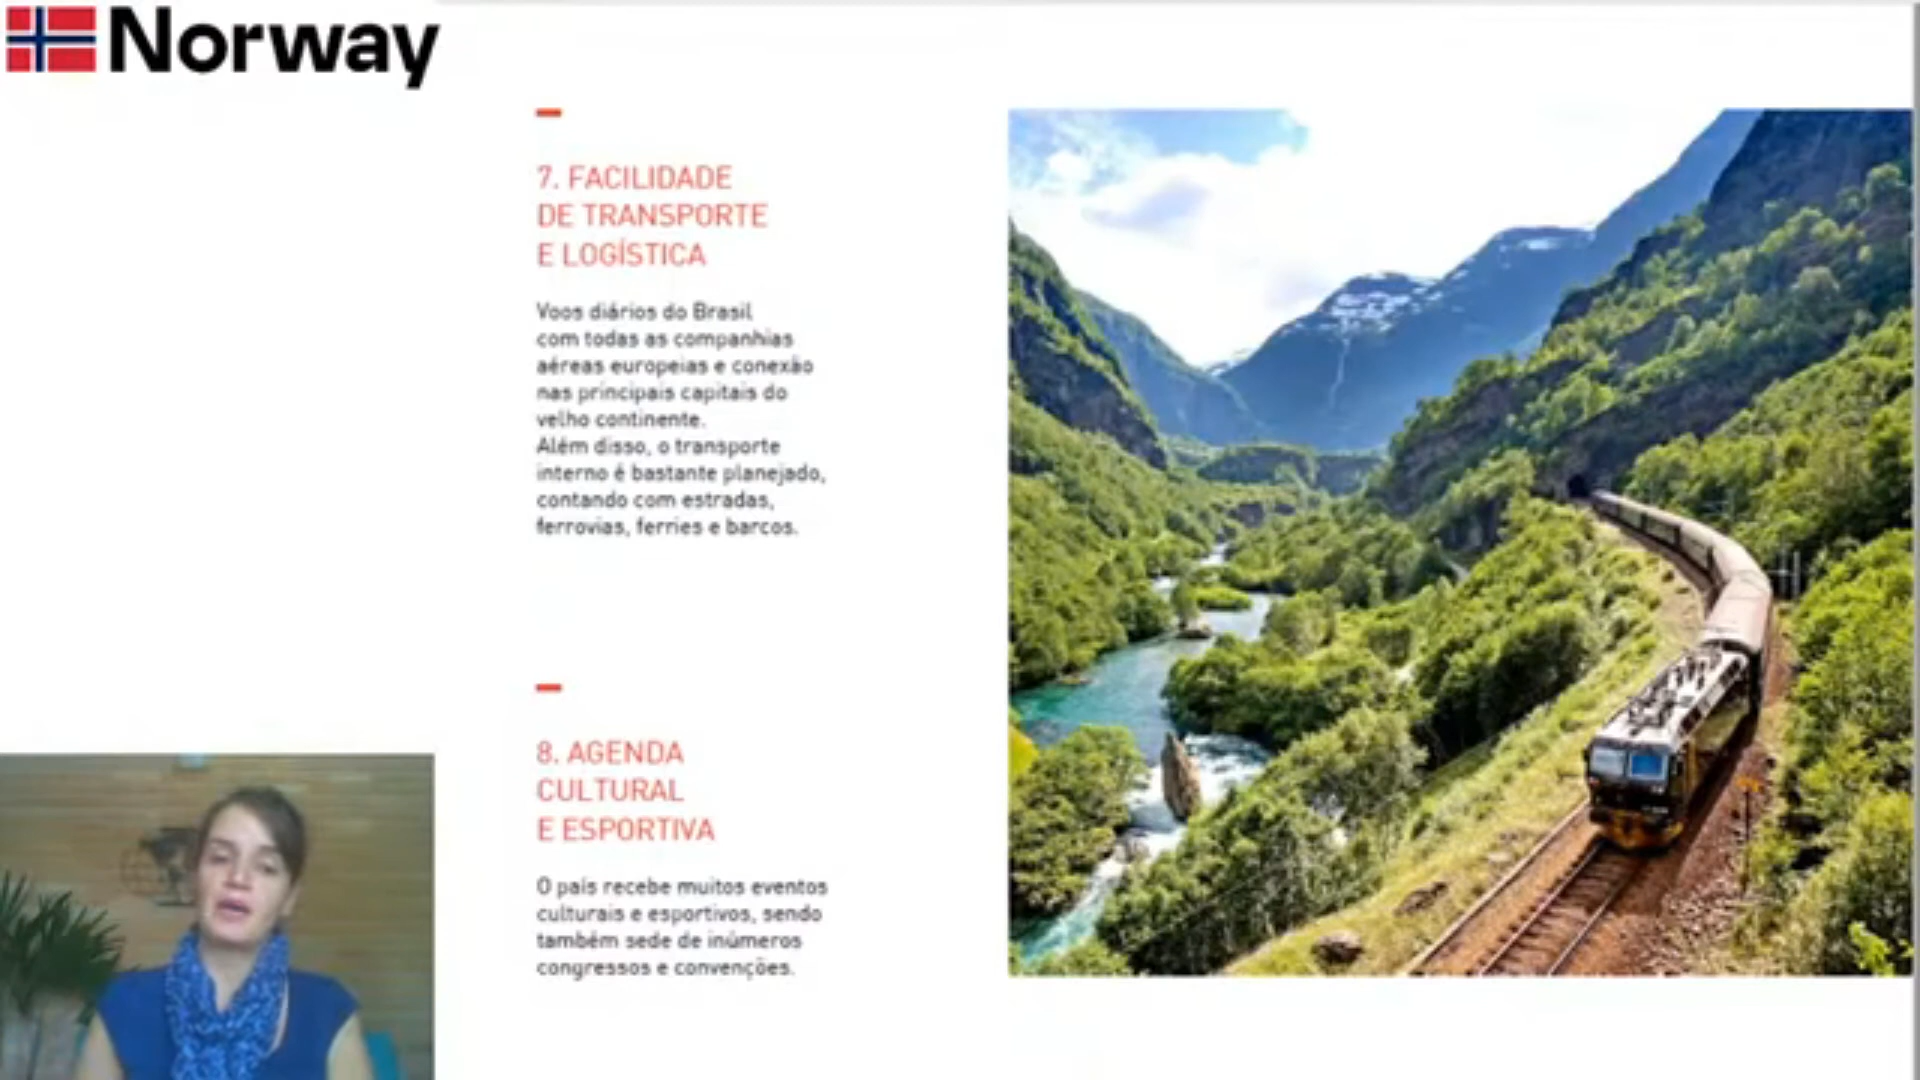 Norway
7. FACILIDADE
DE TRANSPORTE
E LOGÍSTICA
Voos diários do Brasil
com todas as companhias
aéreas europeias e conexão
nas principais capitais do
velho continente.
Além disso, o transporte
interno é bastante planejado,
contando com estradas,
ferrovias, ferries e barcos.
8. AGENDA
CULTURAL
E ESPORTIVA
O país recebe muitos eventos
culturais e esportivos, sendo
também sede de inúmeros
congressos e convenções.